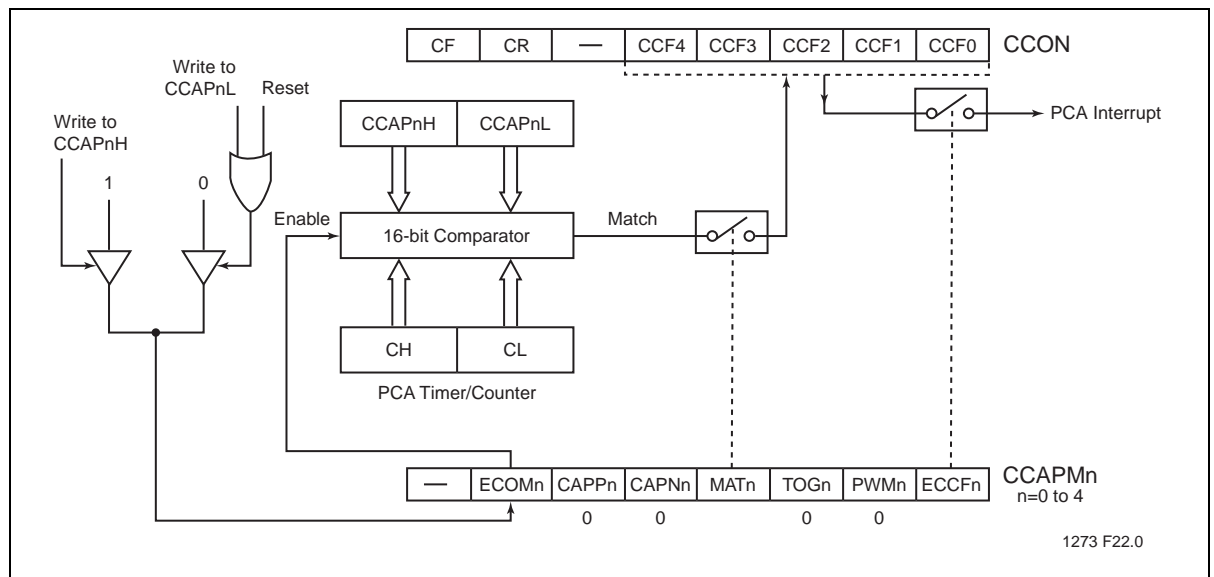 CF CR — CCF4 CCF3 CCF2 CCF1 CCF0 CCON
Write to
CCAPnL Reset
Write to
CCAPnH
1 0
CCAPnH CCAPnL
PCA Interrupt
Enable 16-bit Comparator Match
CH CL
PCA Timer/Counter
— ECOMn CAPPn CAPNn MATn TOGn PWMn ECCFn CCAPMn
n=0 to 4
0 0 0 0
1273 F22.0